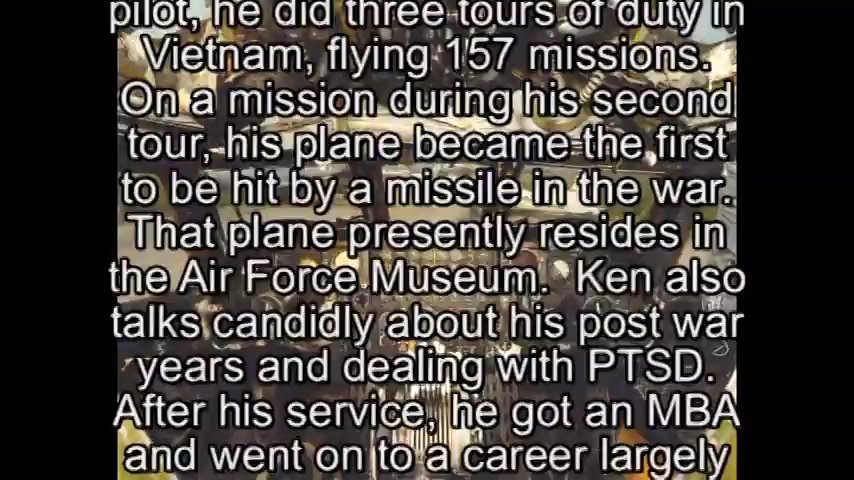 pilot, he did three tours of duty in
Vietnam, flying 157 missions.
On a mission during his second
tour, his plane became the first
to be hit by a missile in the war.
That plane presently resides in
the Air Force Museum.  Ken also
talks candidly about his post war
years and dealing with PTSD.
After his service, he got an MBA
and went on to a career largely